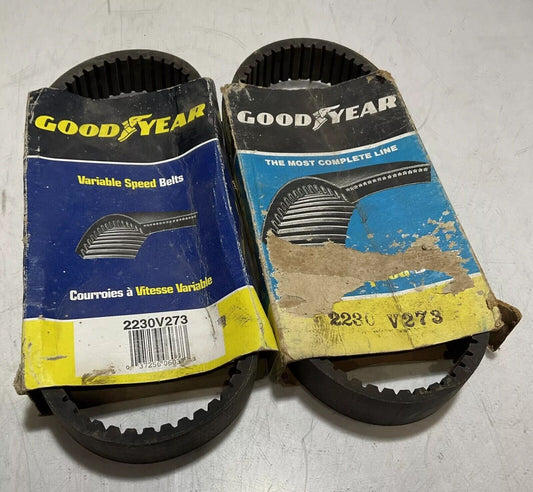 GOODYEAR
Variable Speed Belts
Courroies à Vitesse Variable
2230V273
GOODYEAR
THE MOST COMPLETE LINE
2230 V273